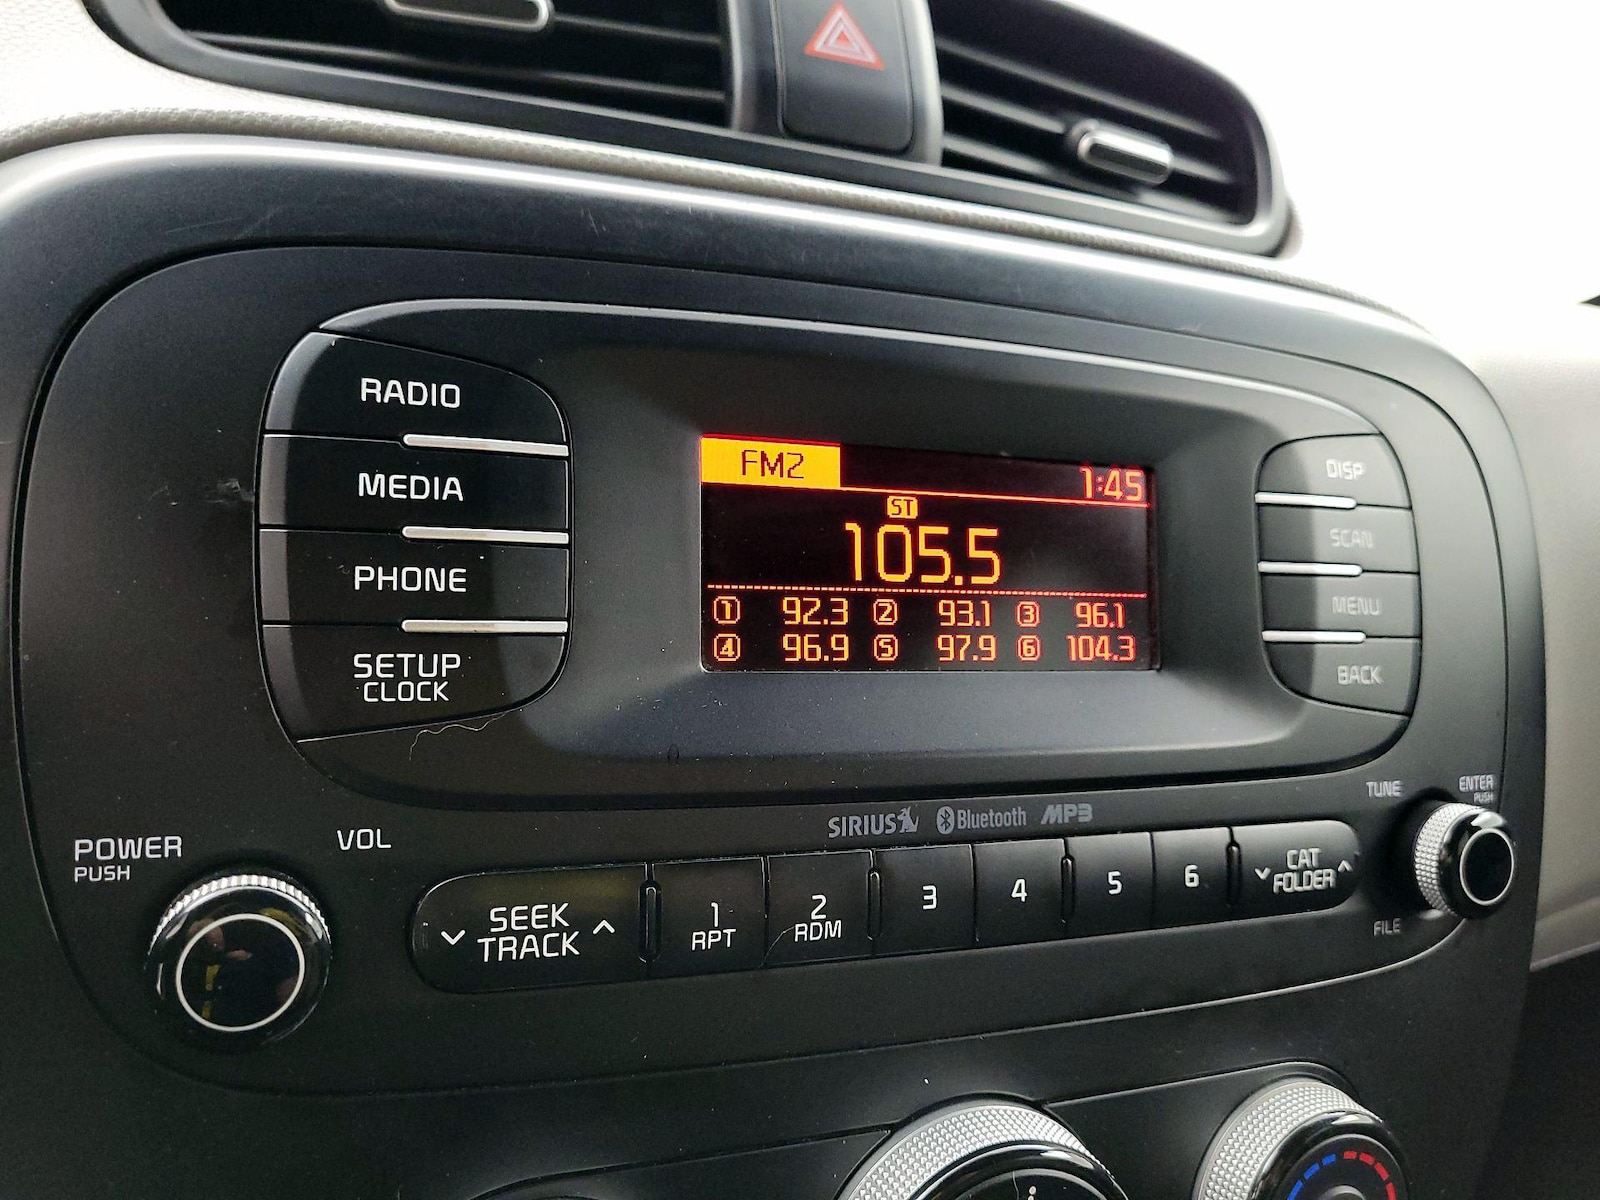 RADIO
MEDIA
PHONE
SETUP
CLOCK
FM2 1:45
ST
105.5
1 92.3 2 93.1 3 96.1
4 96.9 5 97.9 6 104.3
DISP
SCAN
MENU
BACK
POWER
PUSH
VOL
SIRIUS Bluetooth MP3
TUNE
ENTER
PUSH
SEEK
TRACK
1
RPT
2
RDM
3
4
5
6
CAT
FOLDER
FILE